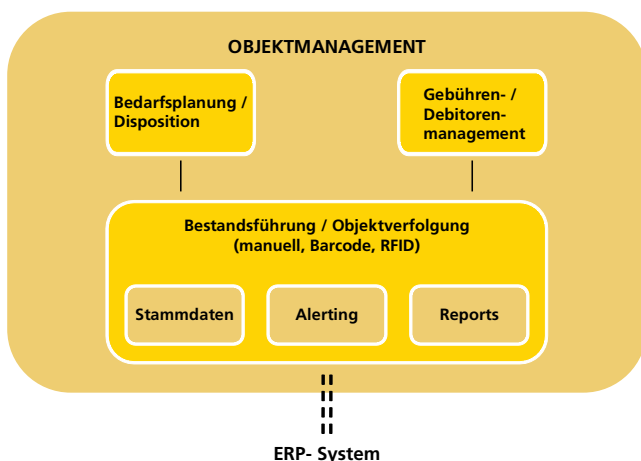 OBJEKTMANAGEMENT
Bedarfsplanung /
Disposition
Gebühren- /
Debitoren-
management
Bestandsführung / Objektverfolgung
(manuell, Barcode, RFID)
Stammdaten
Alerting
Reports
ERP- System